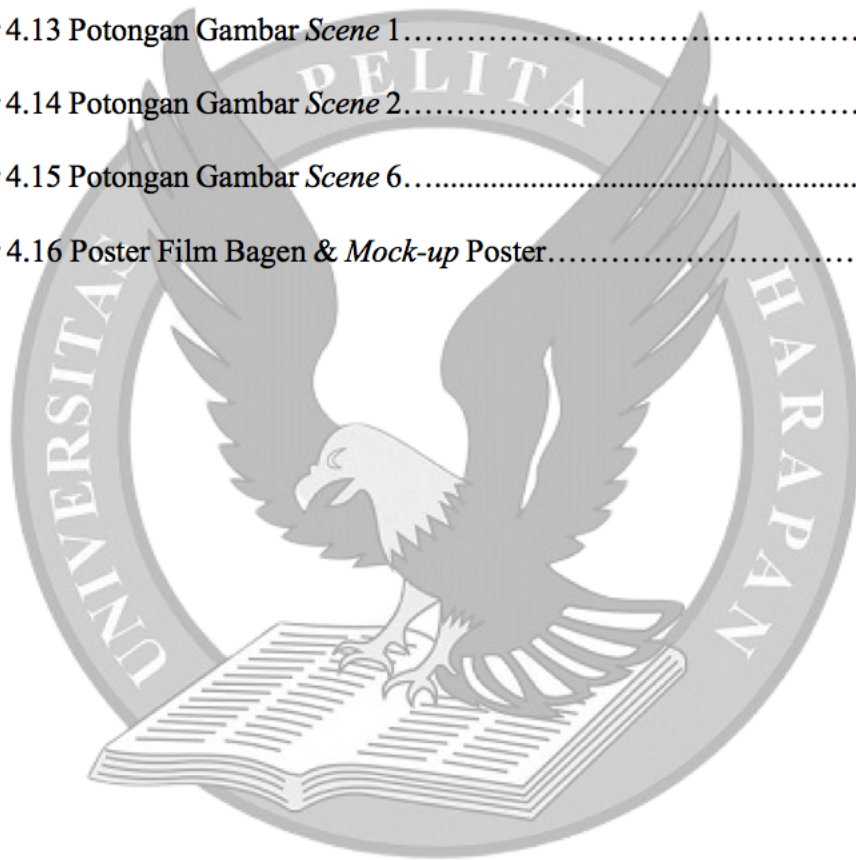 4.13 Potongan Gambar Scene 1……………………………………
4.14 Potongan Gambar Scene 2……………………………………
4.15 Potongan Gambar Scene 6…......................................................
4.16 Poster Film Bagen & Mock-up Poster…………………………
UNIVERSITAS PELITA HARAPAN